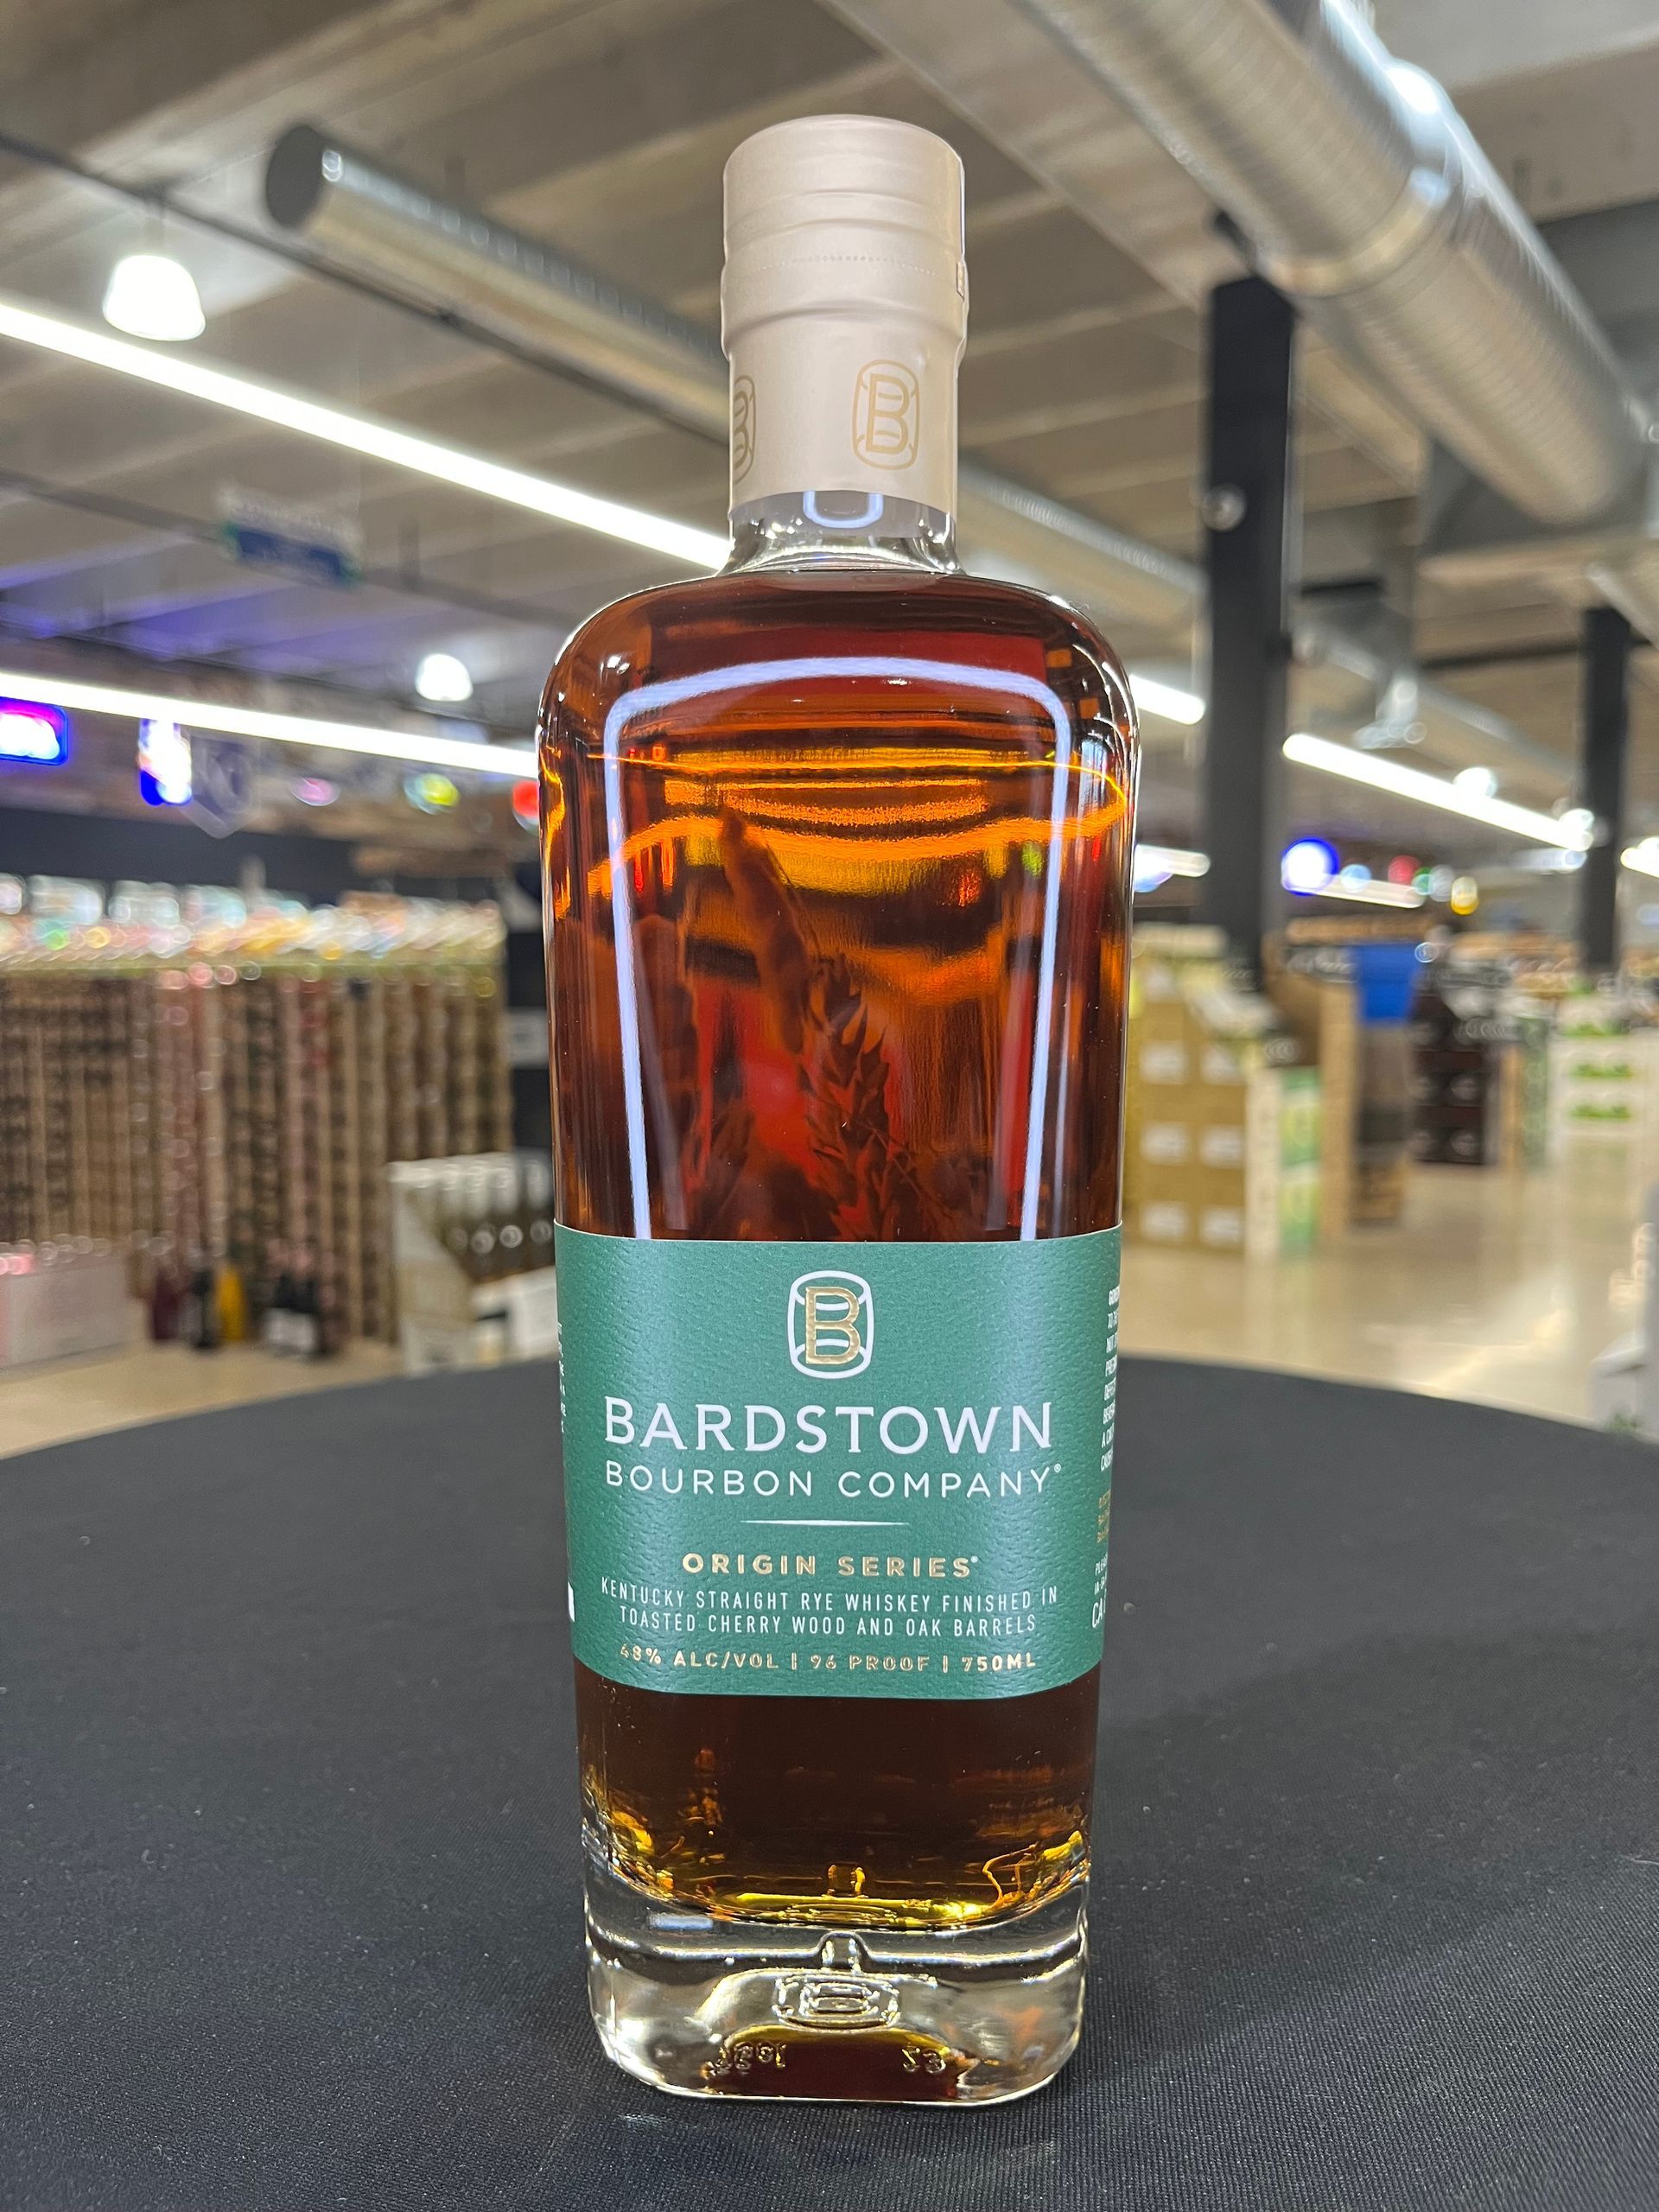 B
B
BARDSTOWN
BOURBON COMPANY®
ORIGIN SERIES®
KENTUCKY STRAIGHT RYE WHISKEY FINISHED IN
TOASTED CHERRY WOOD AND OAK BARRELS
48% ALC/VOL | 96 PROOF | 750ML